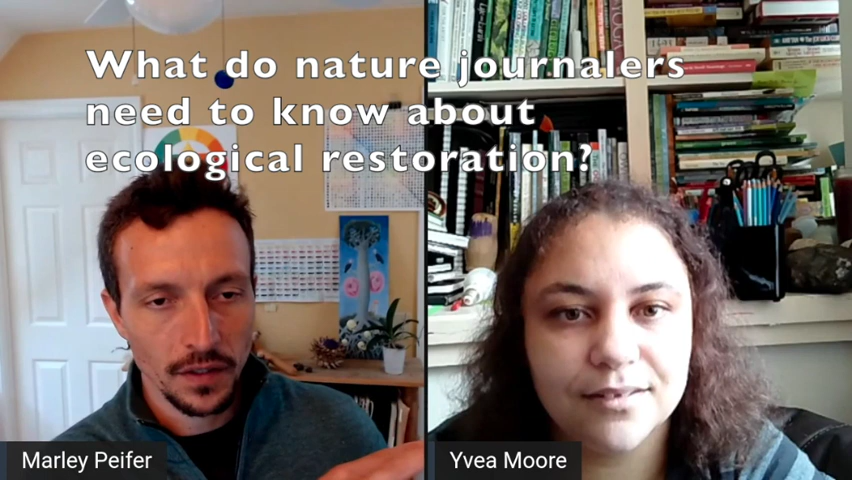 What do nature journalers
need to know about
ecological restoration?
Marley Peifer
Yvea Moore